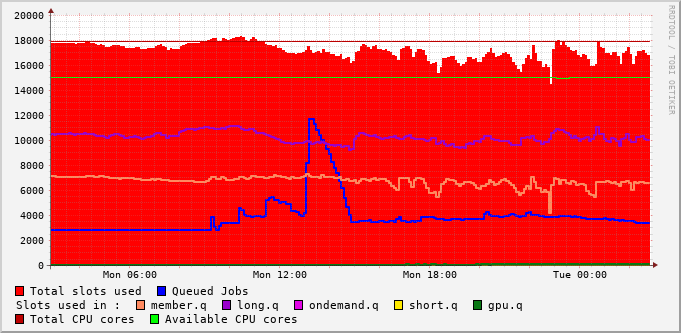 20000
18000
16000
14000
12000
10000
8000
6000
4000
2000
0
Mon 06:00 Mon 12:00 Mon 18:00 Tue 00:00
RRDTOOL / TOBI OETIKER
Total slots used Queued Jobs
Slots used in : member.q long.q ondemand.q short.q gpu.q
Total CPU cores Available CPU cores